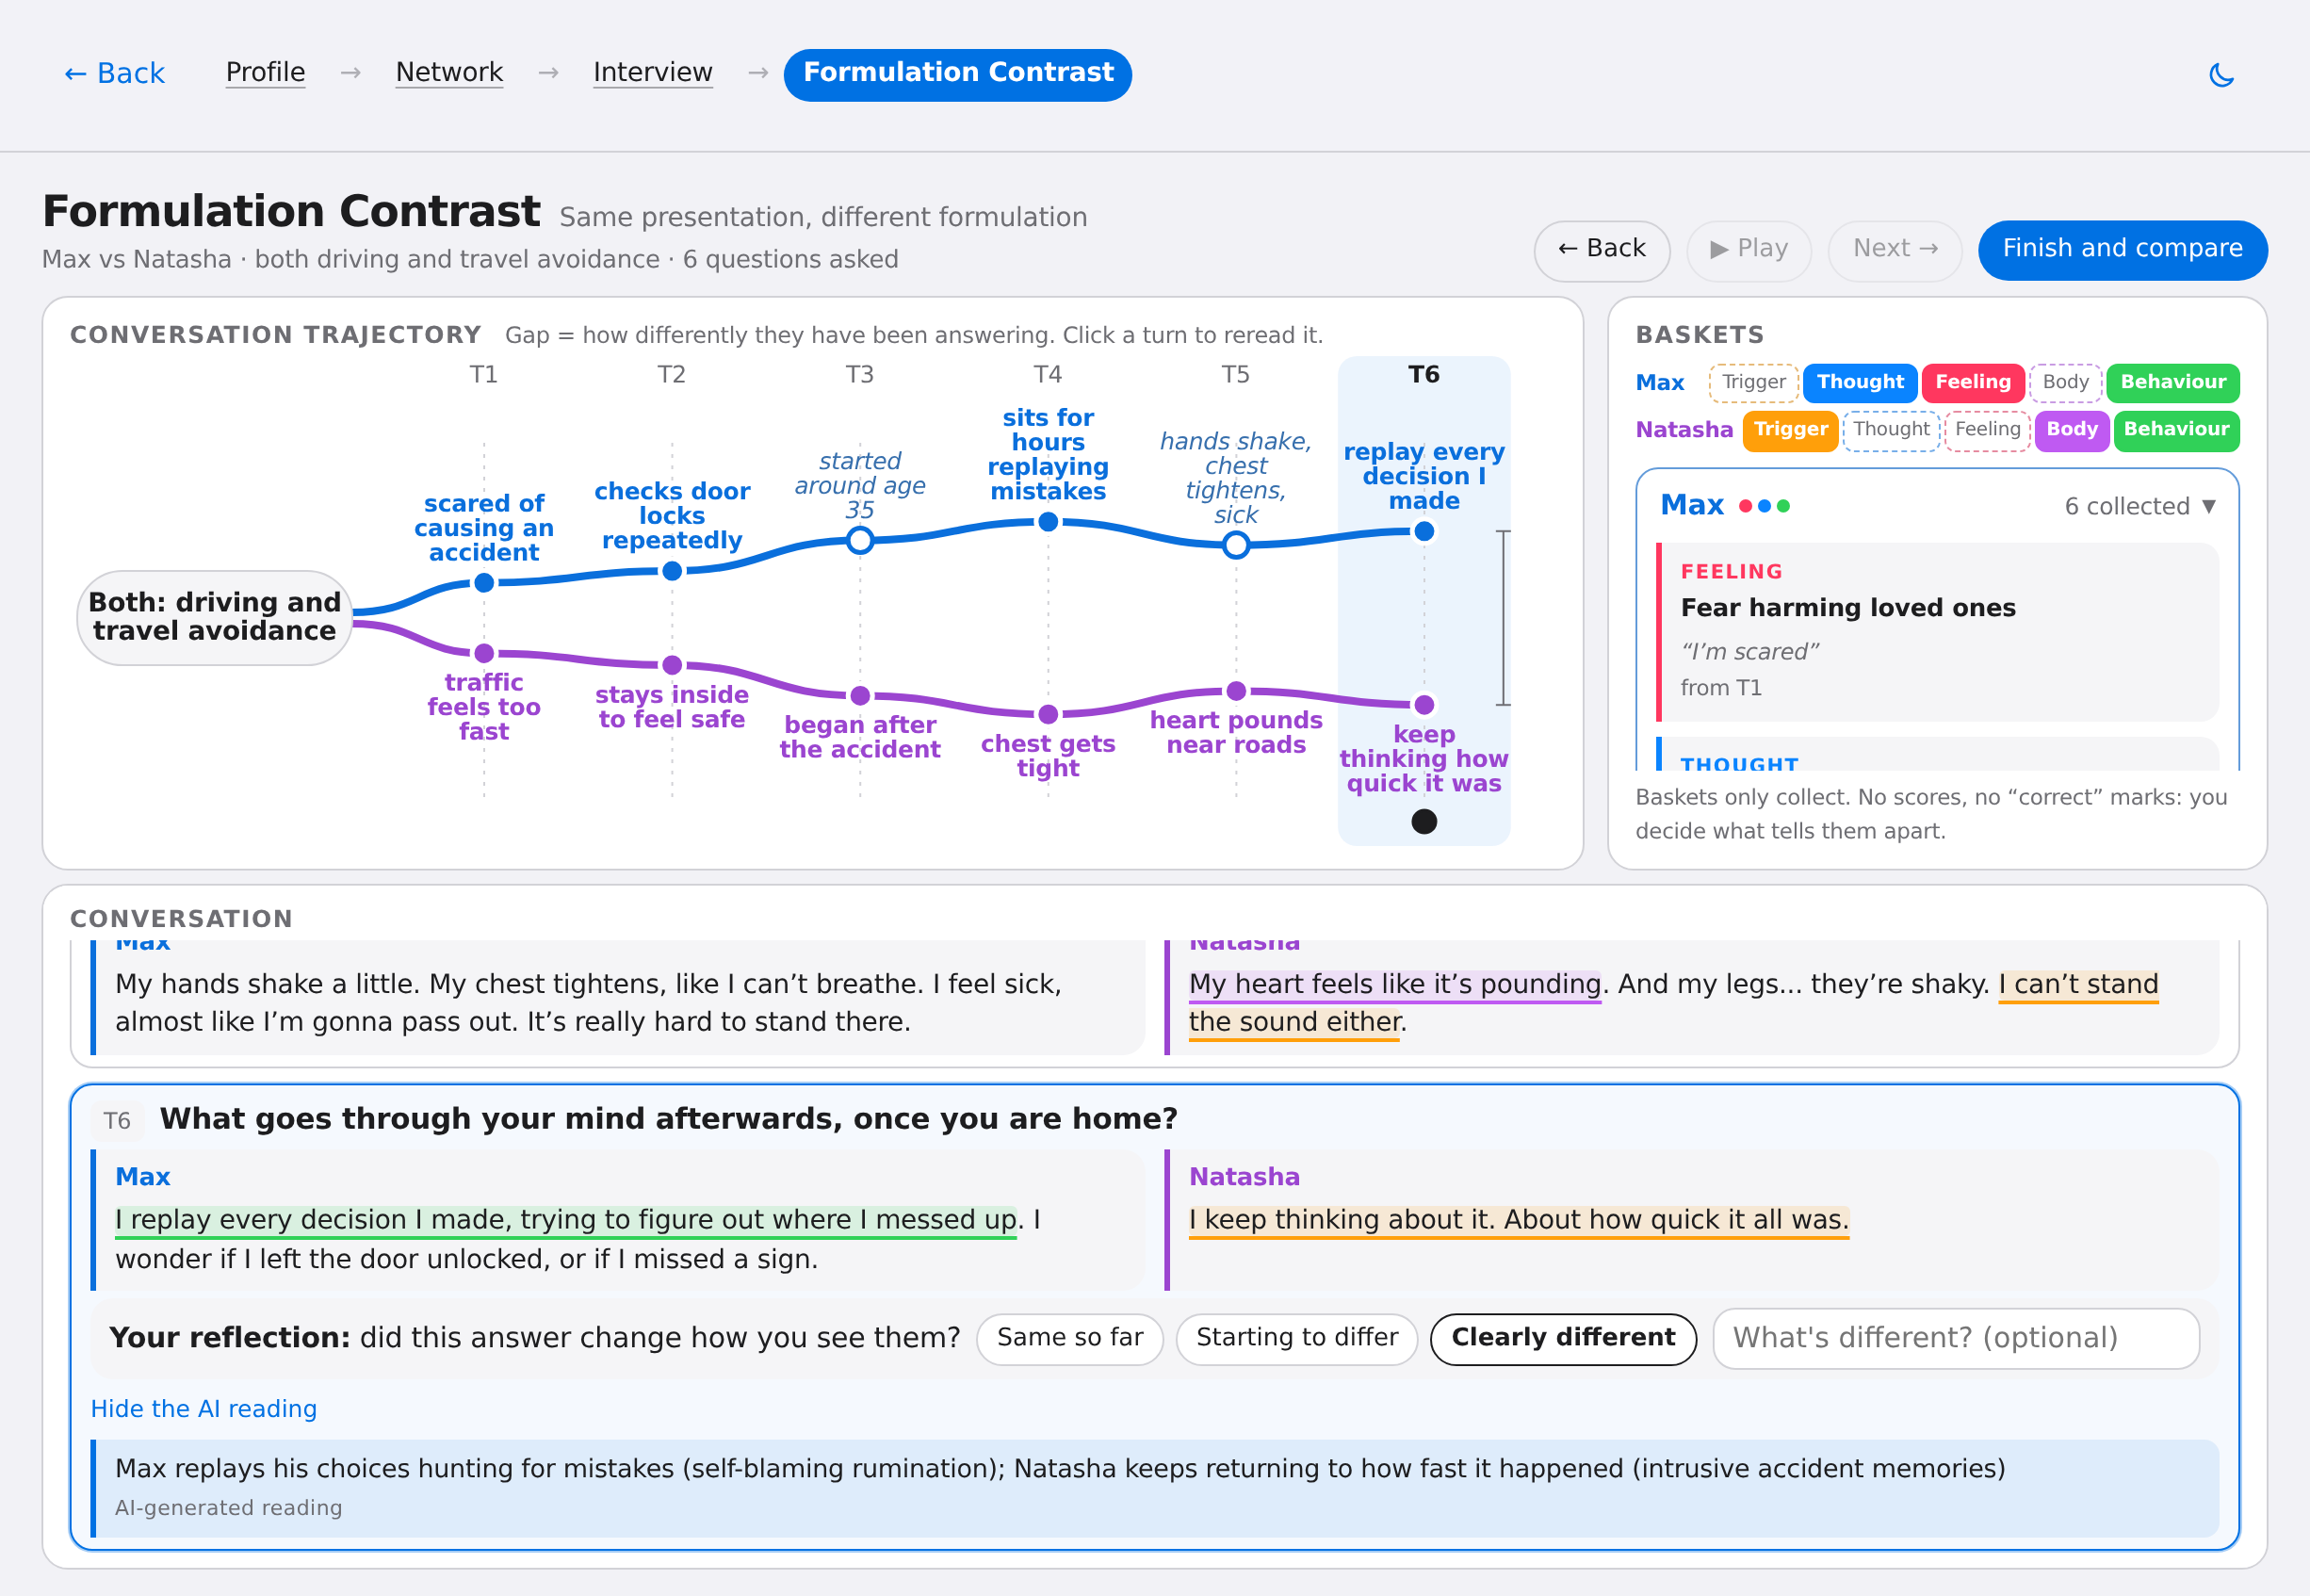 ← Back
Profile → Network → Interview → Formulation Contrast
Formulation Contrast Same presentation, different formulation
Max vs Natasha · both driving and travel avoidance · 6 questions asked
← Back
▶ Play
Next →
Finish and compare
CONVERSATION TRAJECTORY Gap = how differently they have been answering. Click a turn to reread it.
T1 T2 T3 T4 T5 T6
Both: driving and
travel avoidance
scared of
causing an
accident
checks door
locks
repeatedly
started
around age
35
sits for
hours
replaying
mistakes
hands shake,
chest
tightens,
sick
replay every
decision I
made
traffic
feels too
fast
stays inside
to feel safe
began after
the accident
chest gets
tight
heart pounds
near roads
keep
thinking how
quick it was
BASKETS
Max Trigger Thought Feeling Body Behaviour
Natasha Trigger Thought Feeling Body Behaviour
Max 6 collected ▼
FEELING
Fear harming loved ones
“I’m scared”
from T1
THOUGHT
Baskets only collect. No scores, no “correct” marks: you
decide what tells them apart.
CONVERSATION
Max
My hands shake a little. My chest tightens, like I can’t breathe. I feel sick,
almost like I’m gonna pass out. It’s really hard to stand there.
Natasha
My heart feels like it’s pounding. And my legs... they’re shaky. I can’t stand
the sound either.
T6 What goes through your mind afterwards, once you are home?
Max
I replay every decision I made, trying to figure out where I messed up. I
wonder if I left the door unlocked, or if I missed a sign.
Natasha
I keep thinking about it. About how quick it all was.
Your reflection: did this answer change how you see them? Same so far Starting to differ Clearly different What's different? (optional)
Hide the AI reading
Max replays his choices hunting for mistakes (self-blaming rumination); Natasha keeps returning to how fast it happened (intrusive accident memories)
AI-generated reading